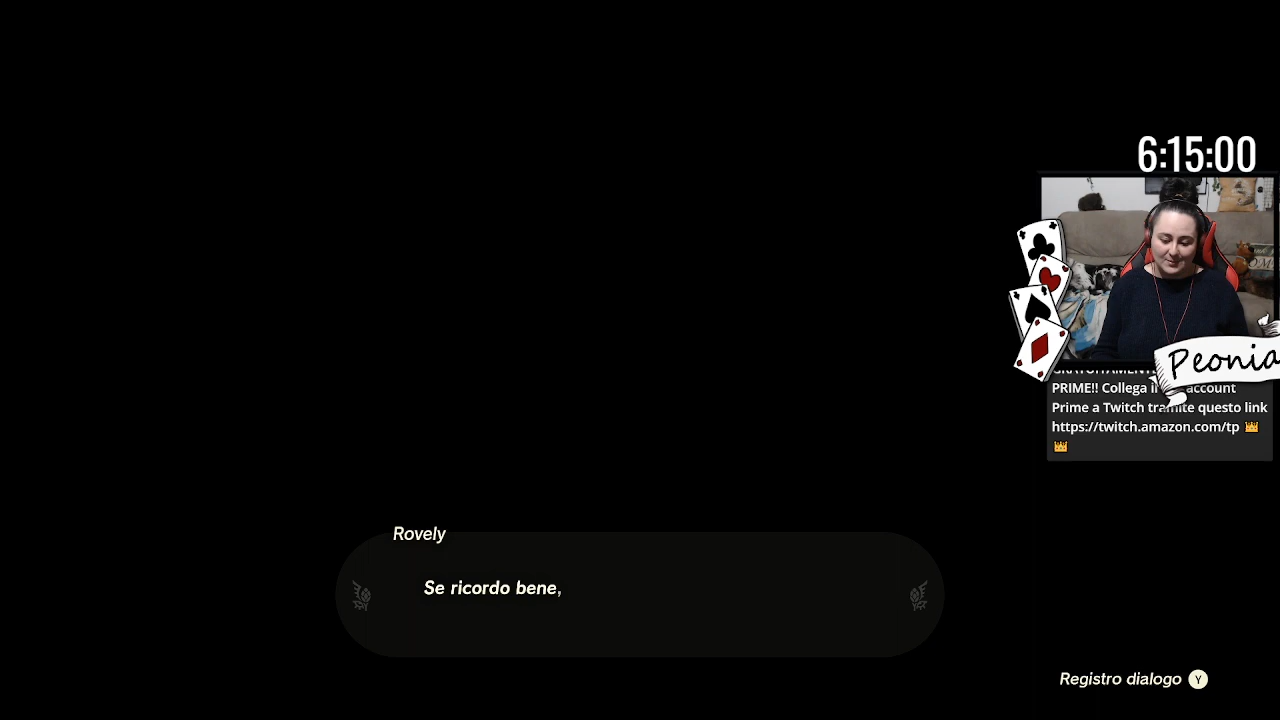 6:15:00
Peonia
PRIME!! Collega il account
Prime a Twitch tramite questo link
https://twitch.amazon.com/tp
Rovely
Se ricordo bene,
Registro dialogo Y